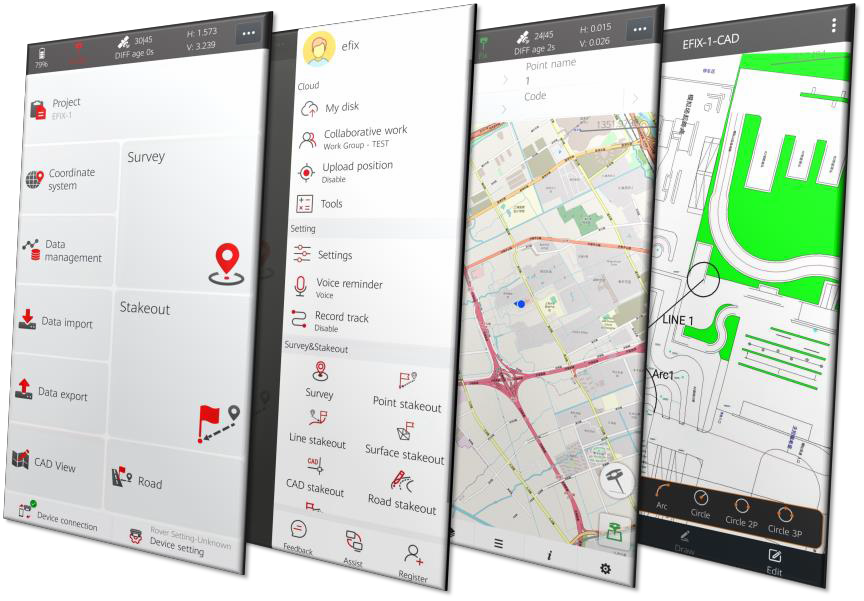 79%
30|45
DIFF age 0s
H: 1.573
V: 3.239
Project
EFIX-1
Coordinate
system
Data
management
Data import
Data export
CAD View
Survey
Stakeout
Road
Device connection
Rover Setting-Unknown
Device setting
efix
Cloud
My disk
Collaborative work
Work Group - TEST
Upload position
Disable
Tools
Setting
Settings
Voice reminder
Voice
Record track
Disable
Survey&Stakeout
Survey
Point stakeout
Line stakeout
Surface stakeout
CAD
CAD stakeout
Road stakeout
Feedback
Assist
Register
24|45
DIFF age 2s
H: 0.015
V: 0.026
Point name
1
Code
EFIX-1-CAD
LINE 1
Arc1
Arc
Circle
Circle 2P
Circle 3P
Draw
Edit